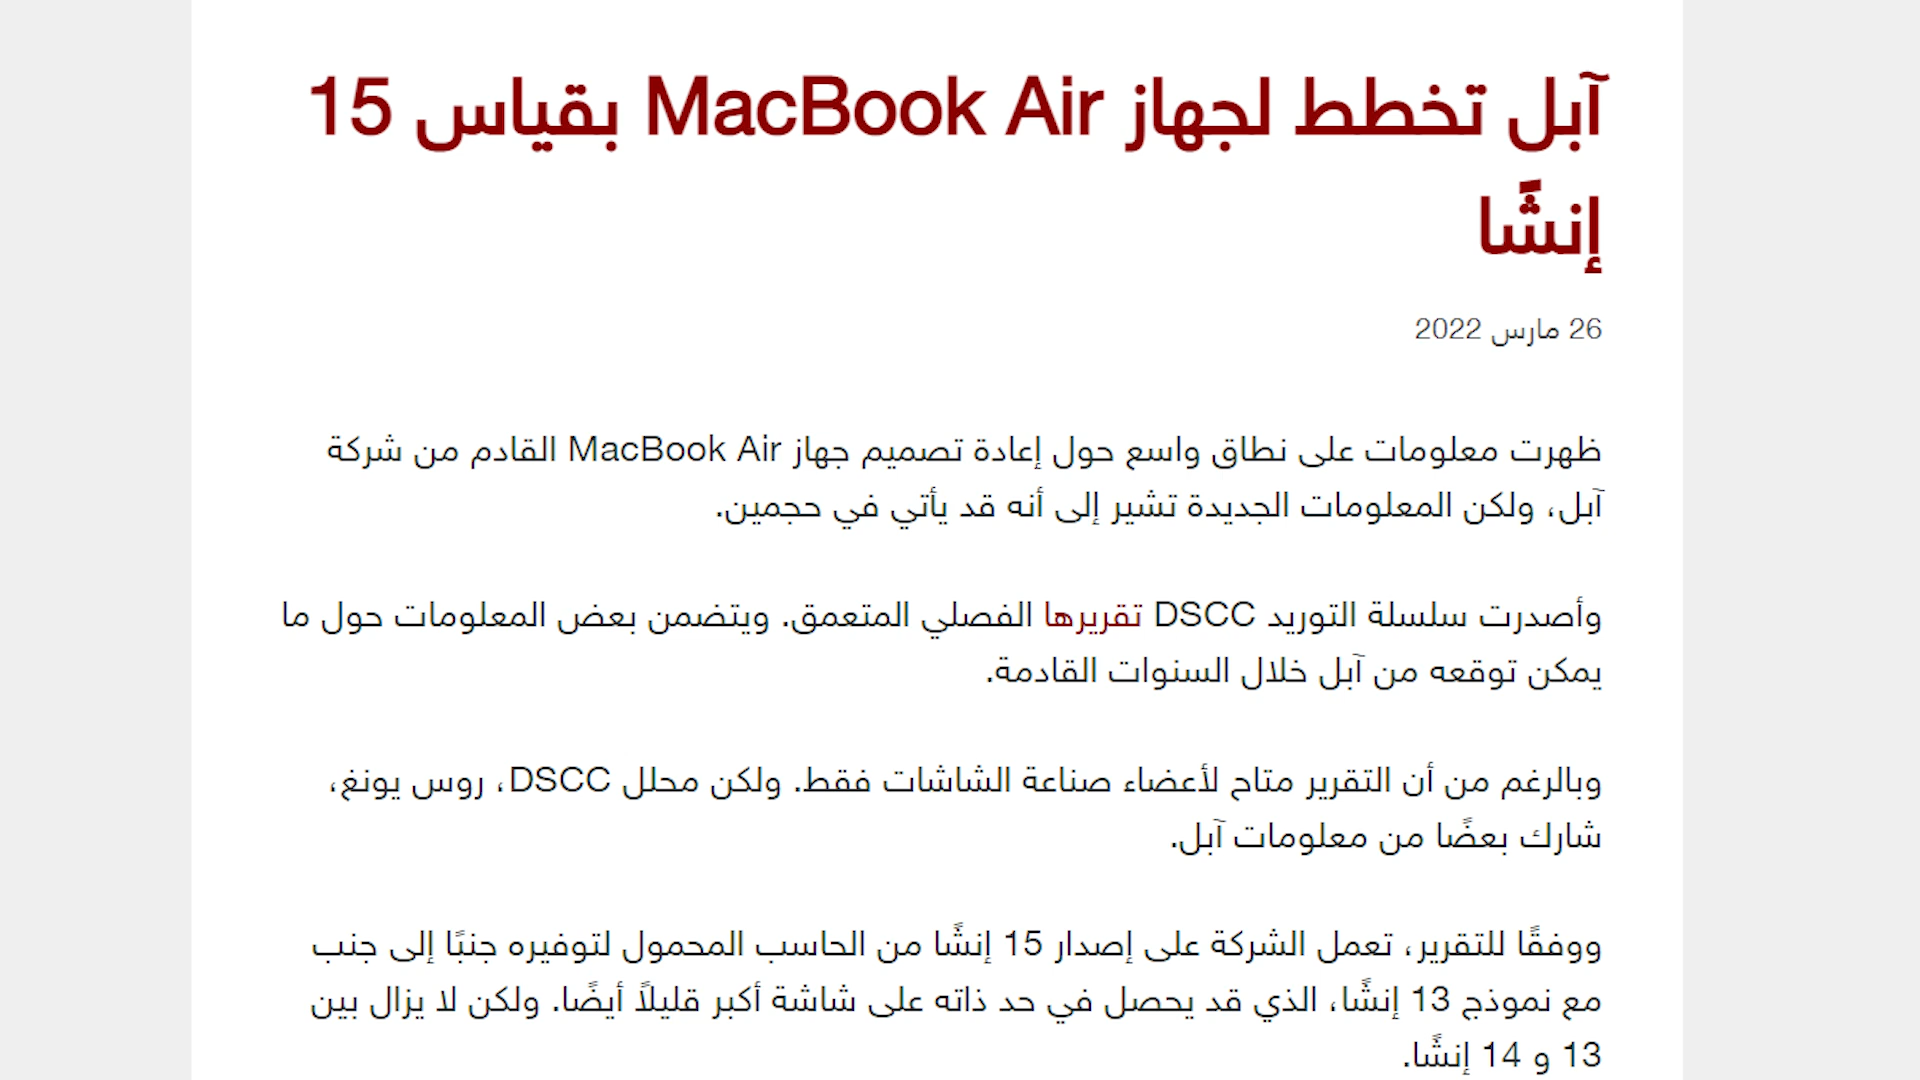 آبل تخطط لجهاز MacBook Air بقياس 15
إنشًا
26 مارس 2022
ظهرت معلومات على نطاق واسع حول إعادة تصميم جهاز MacBook Air القادم من شركة
آبل، ولكن المعلومات الجديدة تشير إلى أنه قد يأتي في حجمين.
وأصدرت سلسلة التوريد DSCC تقريرها الفصلي المتعمق. ويتضمن بعض المعلومات حول ما
يمكن توقعه من آبل خلال السنوات القادمة.
وبالرغم من أن التقرير متاح لأعضاء صناعة الشاشات فقط. ولكن محلل DSCC، روس يونغ،
شارك بعضًا من معلومات آبل.
ووفقًا للتقرير، تعمل الشركة على إصدار 15 إنشًا من الحاسب المحمول لتوفيره جنبًا إلى جنب
مع نموذج 13 إنشًا، الذي قد يحصل في حد ذاته على شاشة أكبر قليلاً أيضًا. ولكن لا يزال بين
13 و 14 إنشًا.